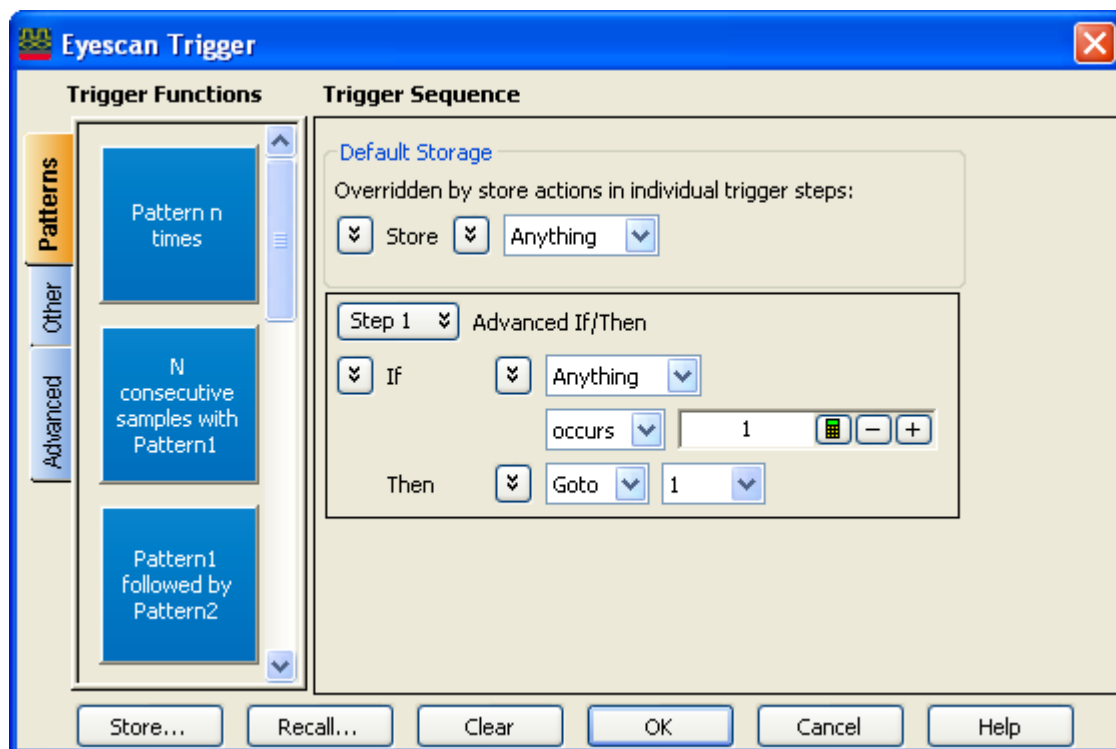 Eyescan Trigger
Trigger Functions
Trigger Sequence
Patterns
Other
Advanced
Pattern n
times
N
consecutive
samples with
Pattern1
Pattern1
followed by
Pattern2
Default Storage
Overridden by store actions in individual trigger steps:
Store Anything
Step 1 Advanced If/Then
If Anything
occurs 1
Then Goto 1
Store... Recall... Clear OK Cancel Help